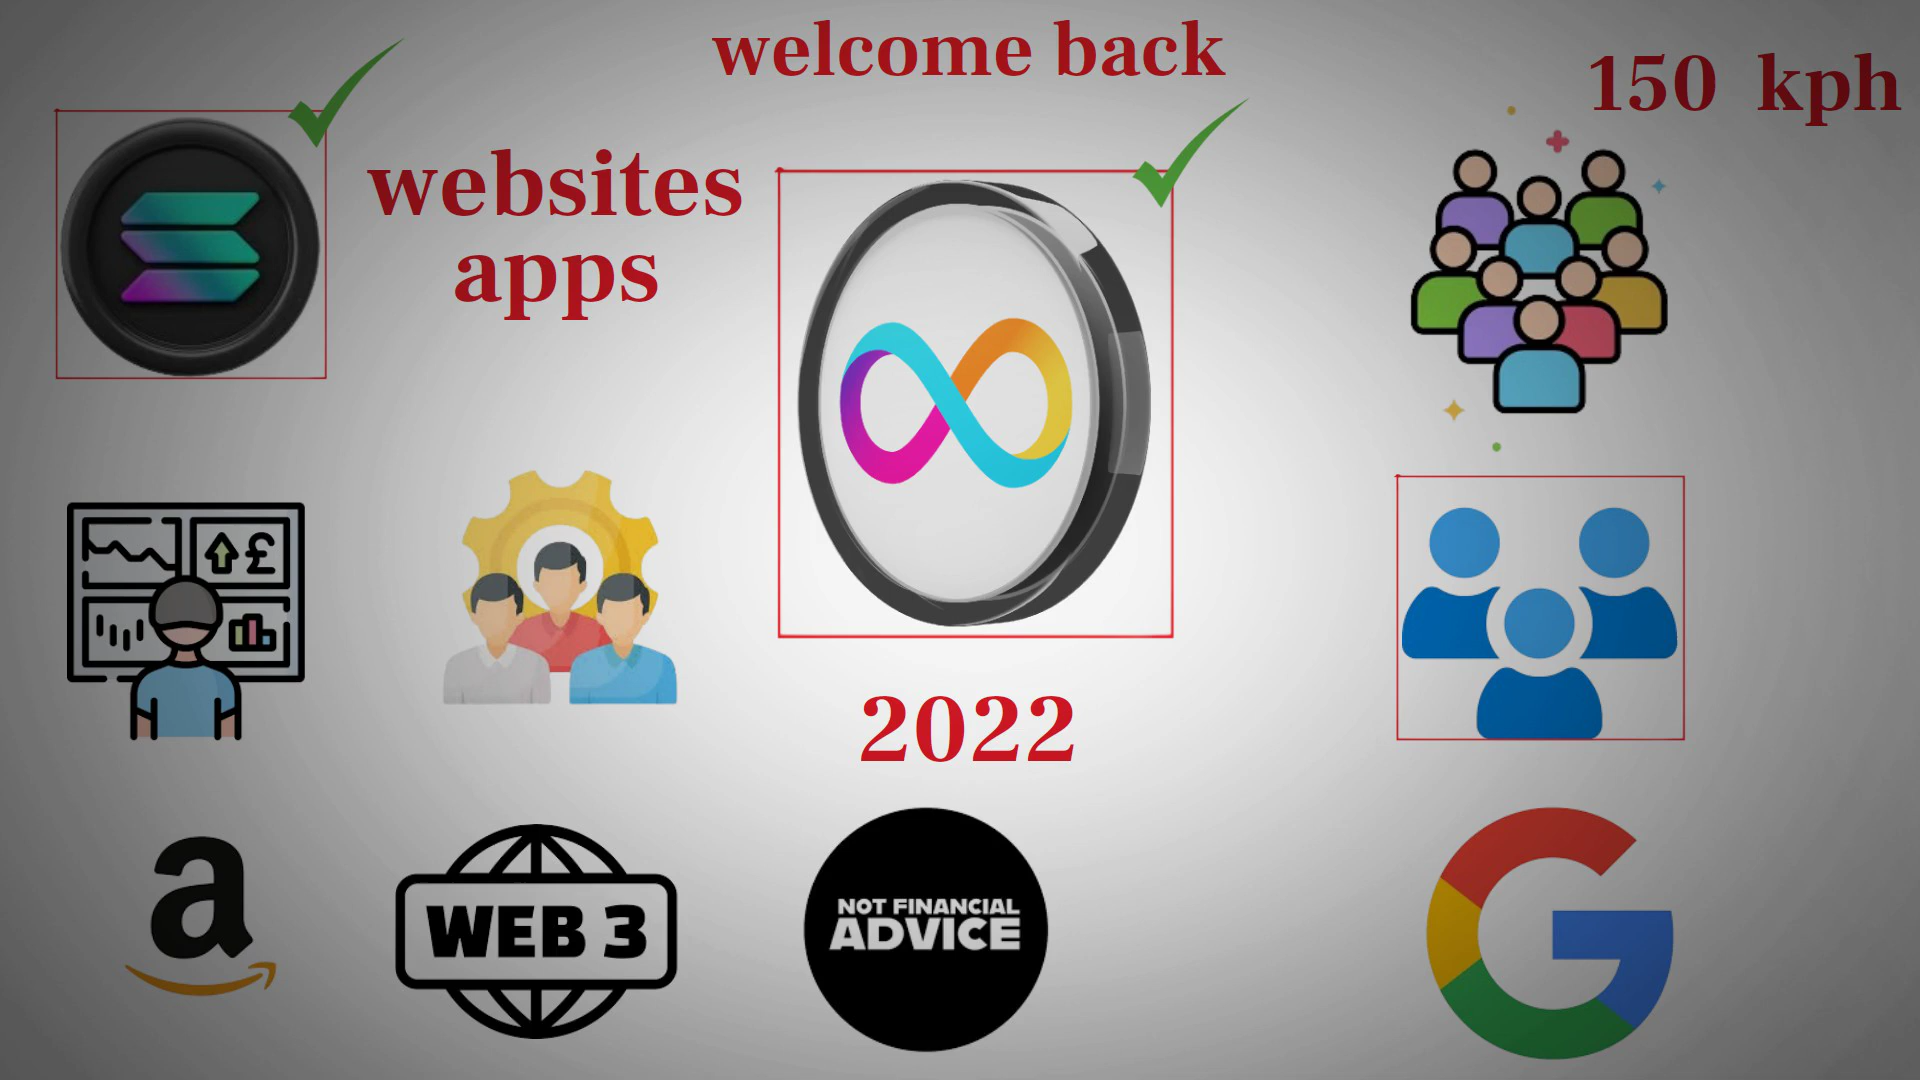 welcome back
150 kph
websites
apps
£
2022
a
WEB 3
NOT FINANCIAL
ADVICE
G